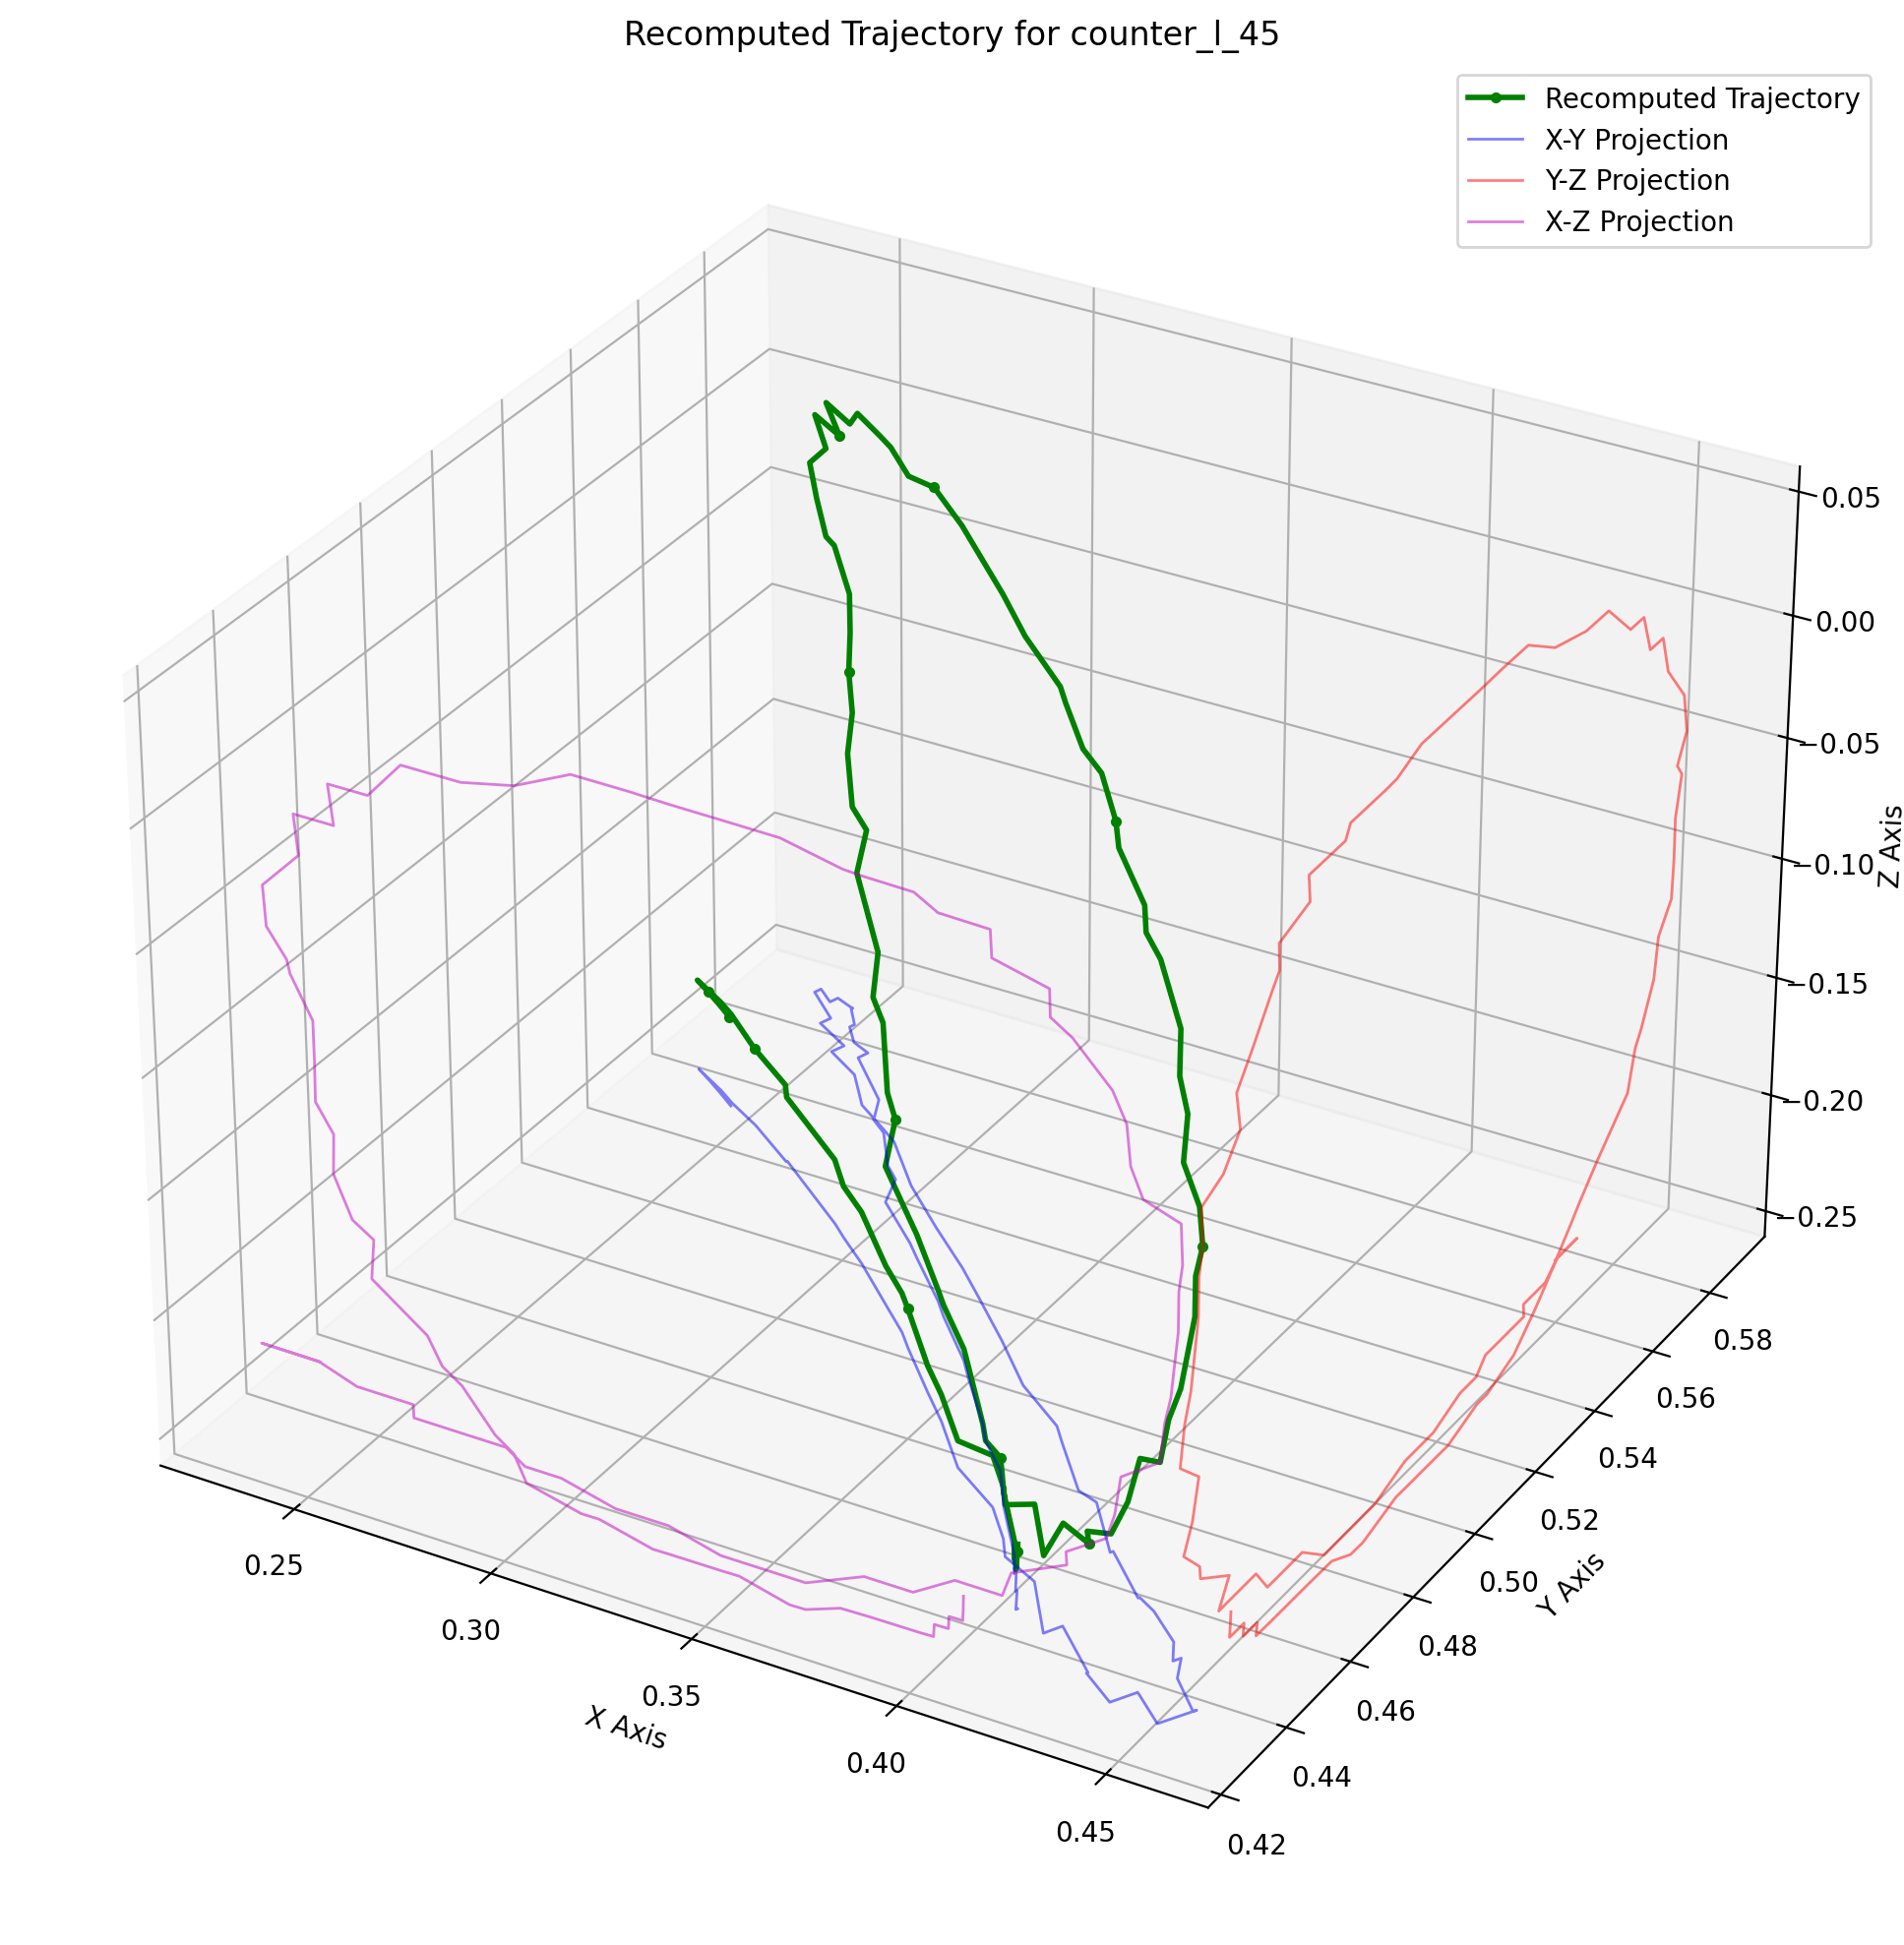 Recomputed Trajectory for counter_l_45
Recomputed Trajectory
X-Y Projection
Y-Z Projection
X-Z Projection
0.05
0.00
−0.05
−0.10
−0.15
−0.20
−0.25
Z Axis
0.58
0.56
0.54
0.52
0.50
0.48
0.46
0.44
0.42
Y Axis
0.25
0.30
0.35
0.40
0.45
X Axis